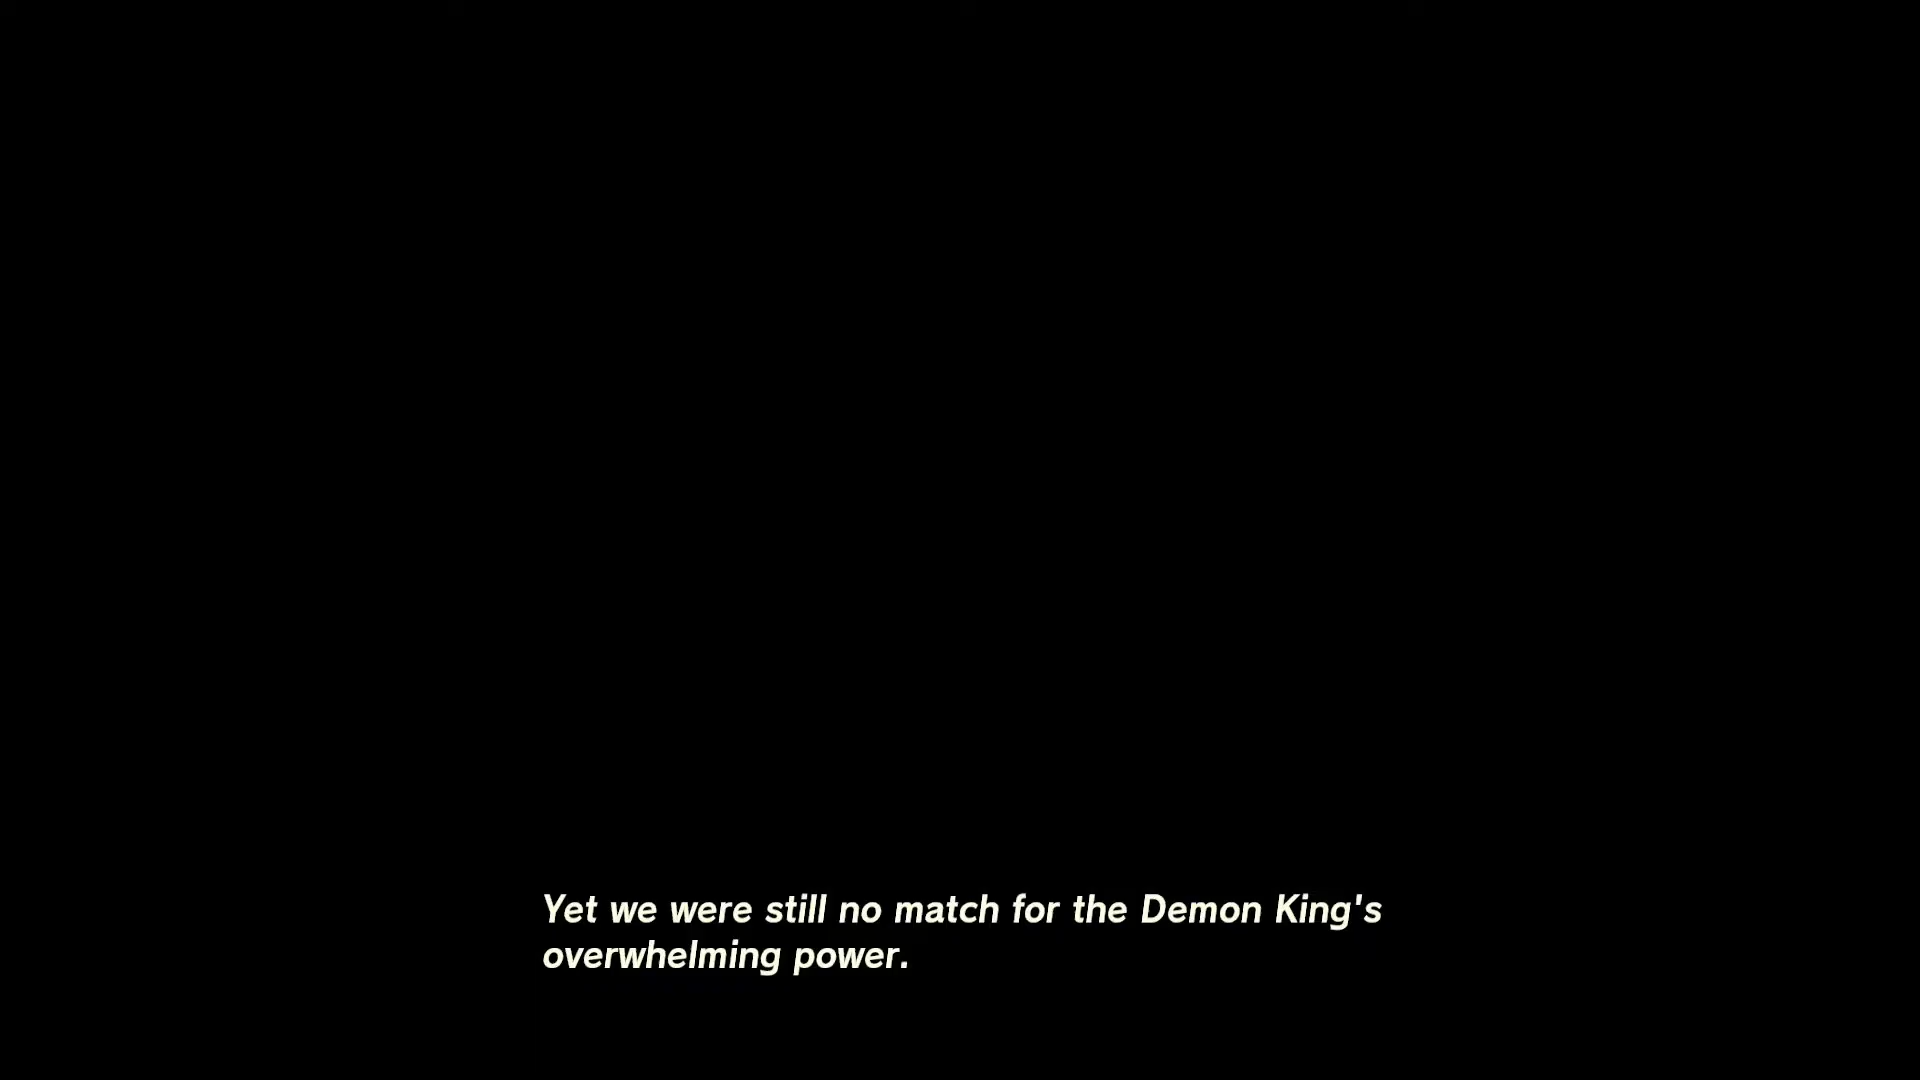 Yet we were still no match for the Demon King's
overwhelming power.